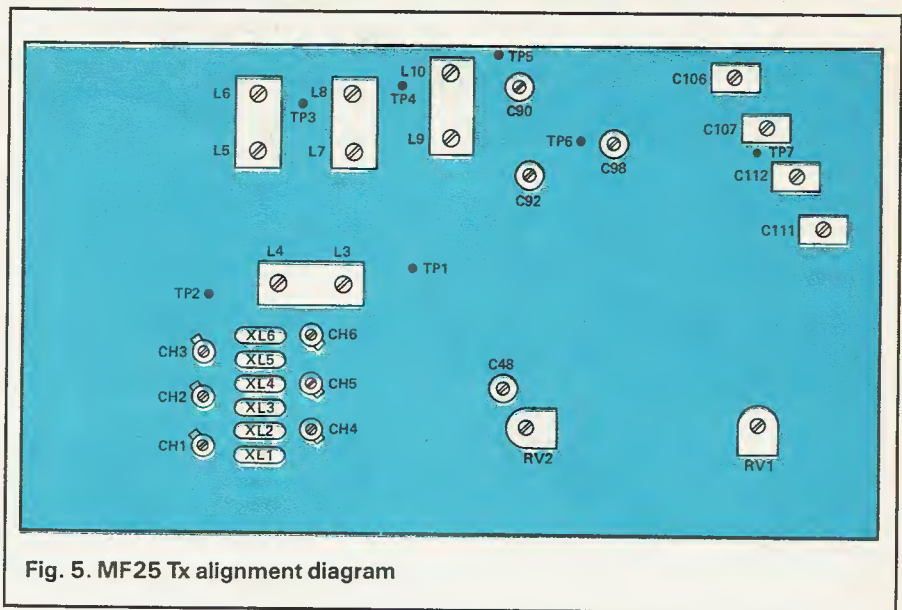 TP5
L10
C106
L6
L8
TP4
TP3
C90
C107
L9
TP6
TP7
L5
L7
C98
C112
C92
C111
L4 L3
TP1
TP2
XL6
CH6
CH3
XL5
C48
XL4
CH5
CH2
XL3
XL2
CH4
CH1
XL1
RV2
RV1
Fig. 5. MF25 Tx alignment diagram